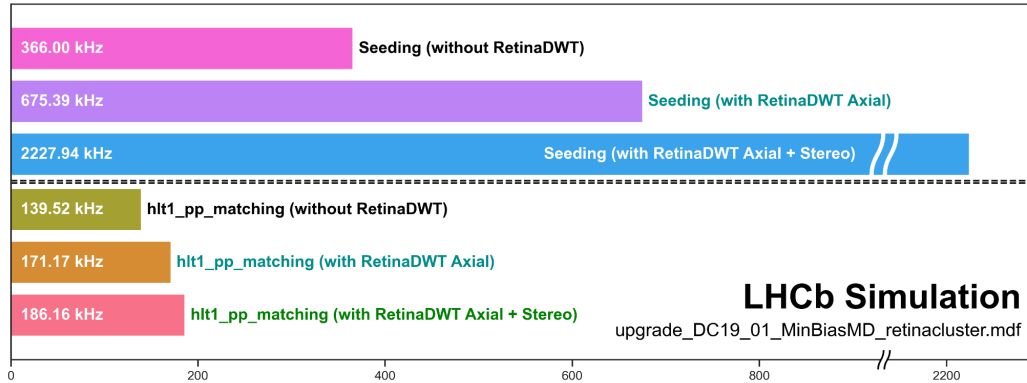 366.00 kHz Seeding (without RetinaDWT)
675.39 kHz Seeding (with RetinaDWT Axial)
2227.94 kHz Seeding (with RetinaDWT Axial + Stereo)
139.52 kHz hlt1_pp_matching (without RetinaDWT)
171.17 kHz hlt1_pp_matching (with RetinaDWT Axial)
186.16 kHz hlt1_pp_matching (with RetinaDWT Axial + Stereo)
LHCb Simulation
upgrade_DC19_01_MinBiasMD_retinacluster.mdf
0 200 400 600 800 2200